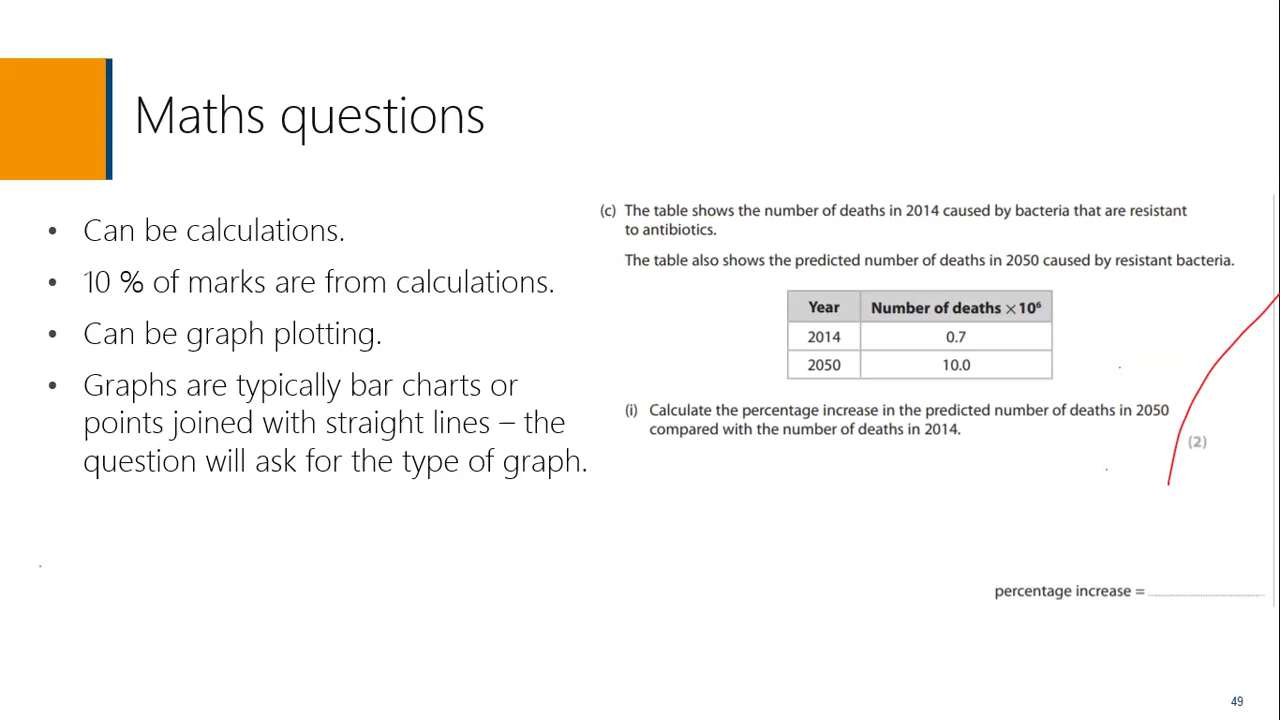 Maths questions
• Can be calculations.
• 10 % of marks are from calculations.
• Can be graph plotting.
• Graphs are typically bar charts or
points joined with straight lines – the
question will ask for the type of graph.
(c) The table shows the number of deaths in 2014 caused by bacteria that are resistant
to antibiotics.
The table also shows the predicted number of deaths in 2050 caused by resistant bacteria.
Year Number of deaths ×10⁶
2014 0.7
2050 10.0
(i) Calculate the percentage increase in the predicted number of deaths in 2050
compared with the number of deaths in 2014.
(2)
percentage increase = ........................................
49